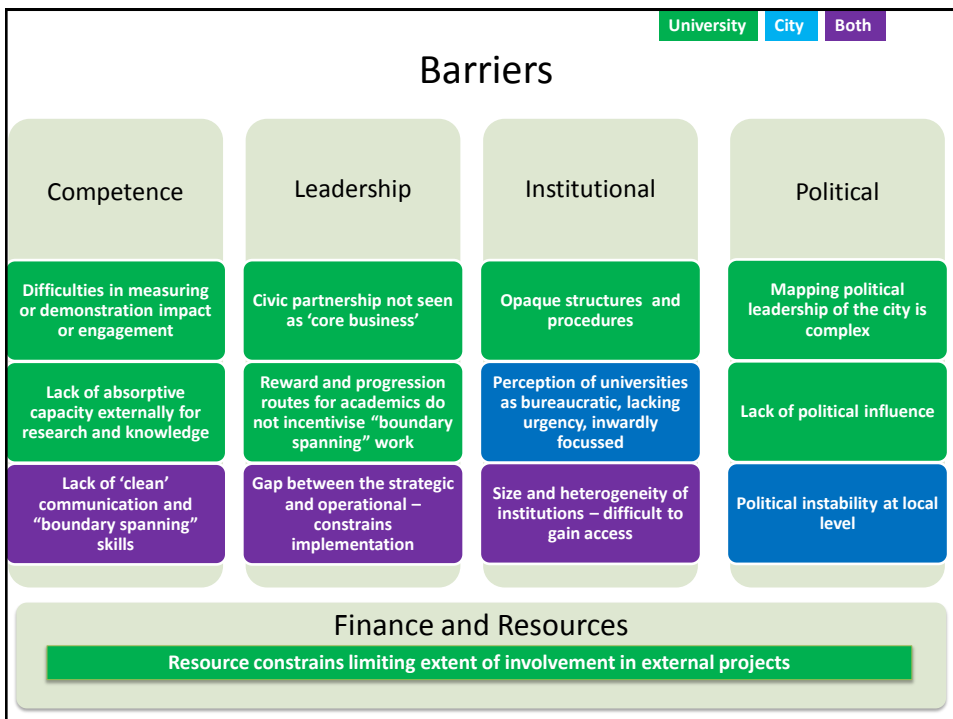 University City Both
Barriers
Competence
Difficulties in measuring
or demonstration impact
or engagement
Lack of absorptive
capacity externally for
research and knowledge
Lack of ‘clean’
communication and
“boundary spanning”
skills
Leadership
Civic partnership not seen
as ‘core business’
Reward and progression
routes for academics do
not incentivise “boundary
spanning” work
Gap between the strategic
and operational –
constrains
implementation
Institutional
Opaque structures and
procedures
Perception of universities
as bureaucratic, lacking
urgency, inwardly
focussed
Size and heterogeneity of
institutions – difficult to
gain access
Political
Mapping political
leadership of the city is
complex
Lack of political influence
Political instability at local
level
Finance and Resources
Resource constrains limiting extent of involvement in external projects